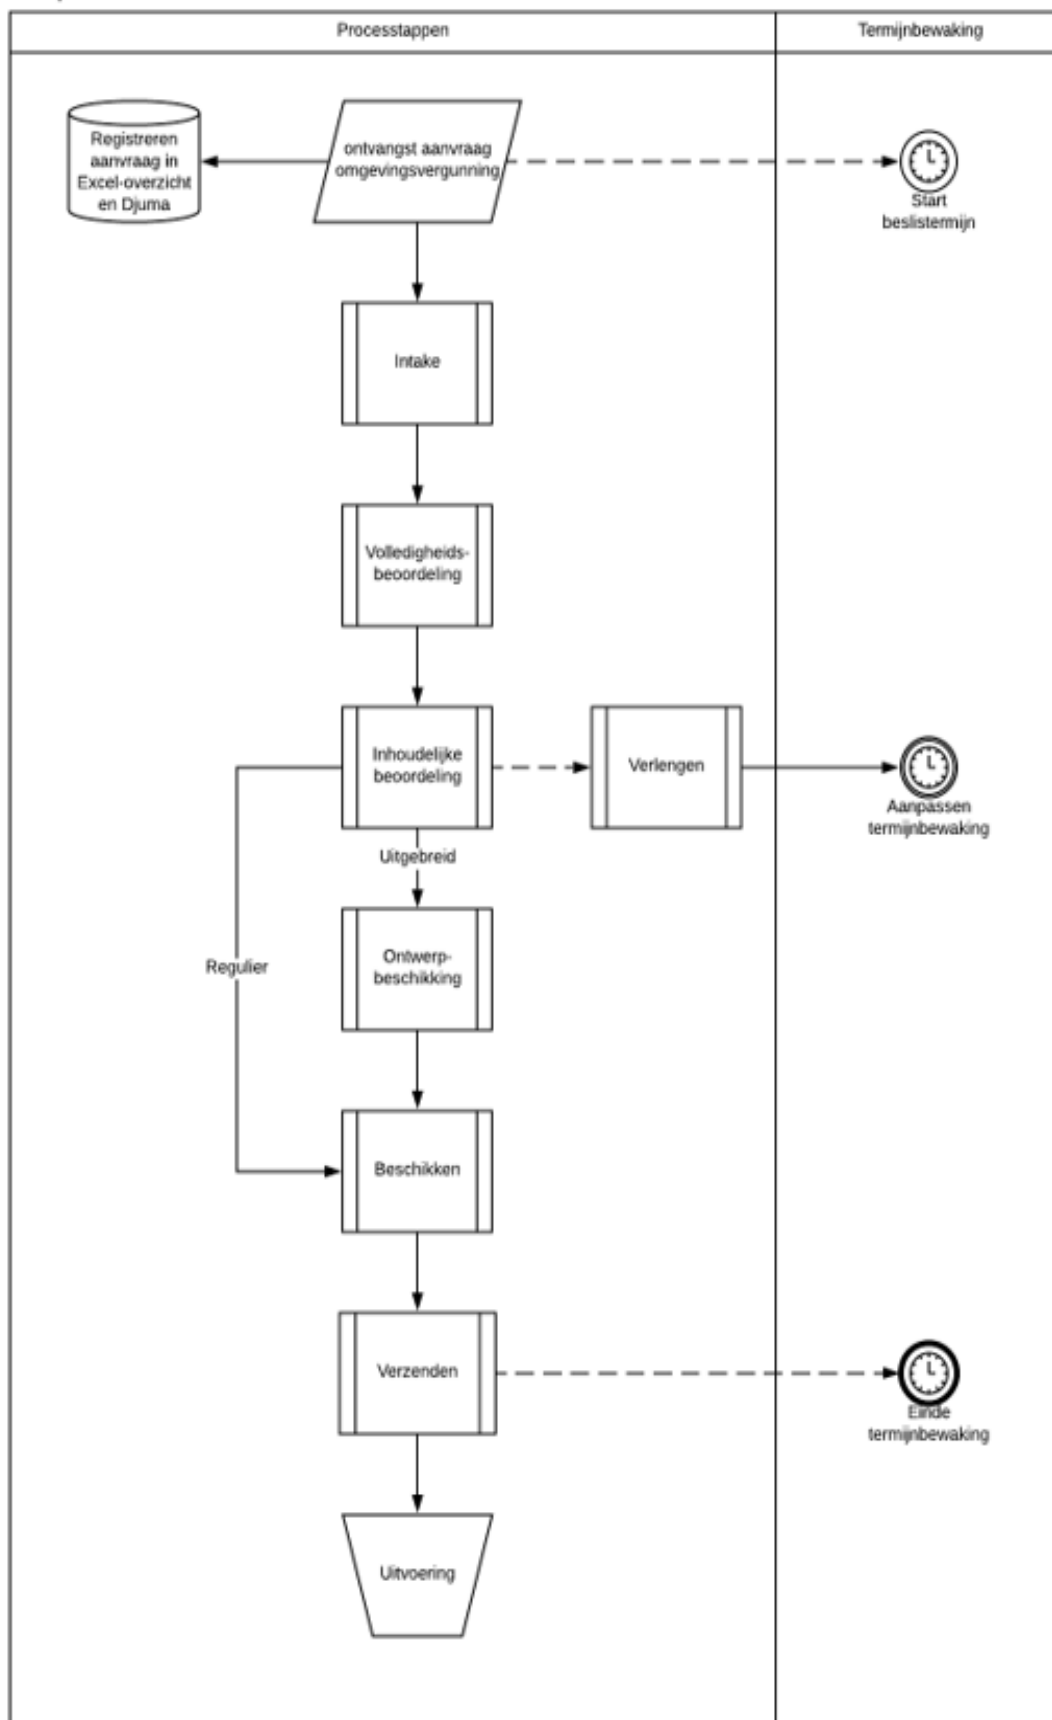 Processtappen
Termijnbewaking
Registreren
aanvraag in
Excel-overzicht
en Djuma
ontvangst aanvraag
omgevingsvergunning
Start
beslistermijn
Intake
Volledigheids-
beoordeling
Inhoudelijke
beoordeling
Verlengen
Aanpassen
termijnbewaking
Uitgebreid
Regulier
Ontwerp-
beschikking
Beschikken
Verzenden
Einde
termijnbewaking
Uitvoering